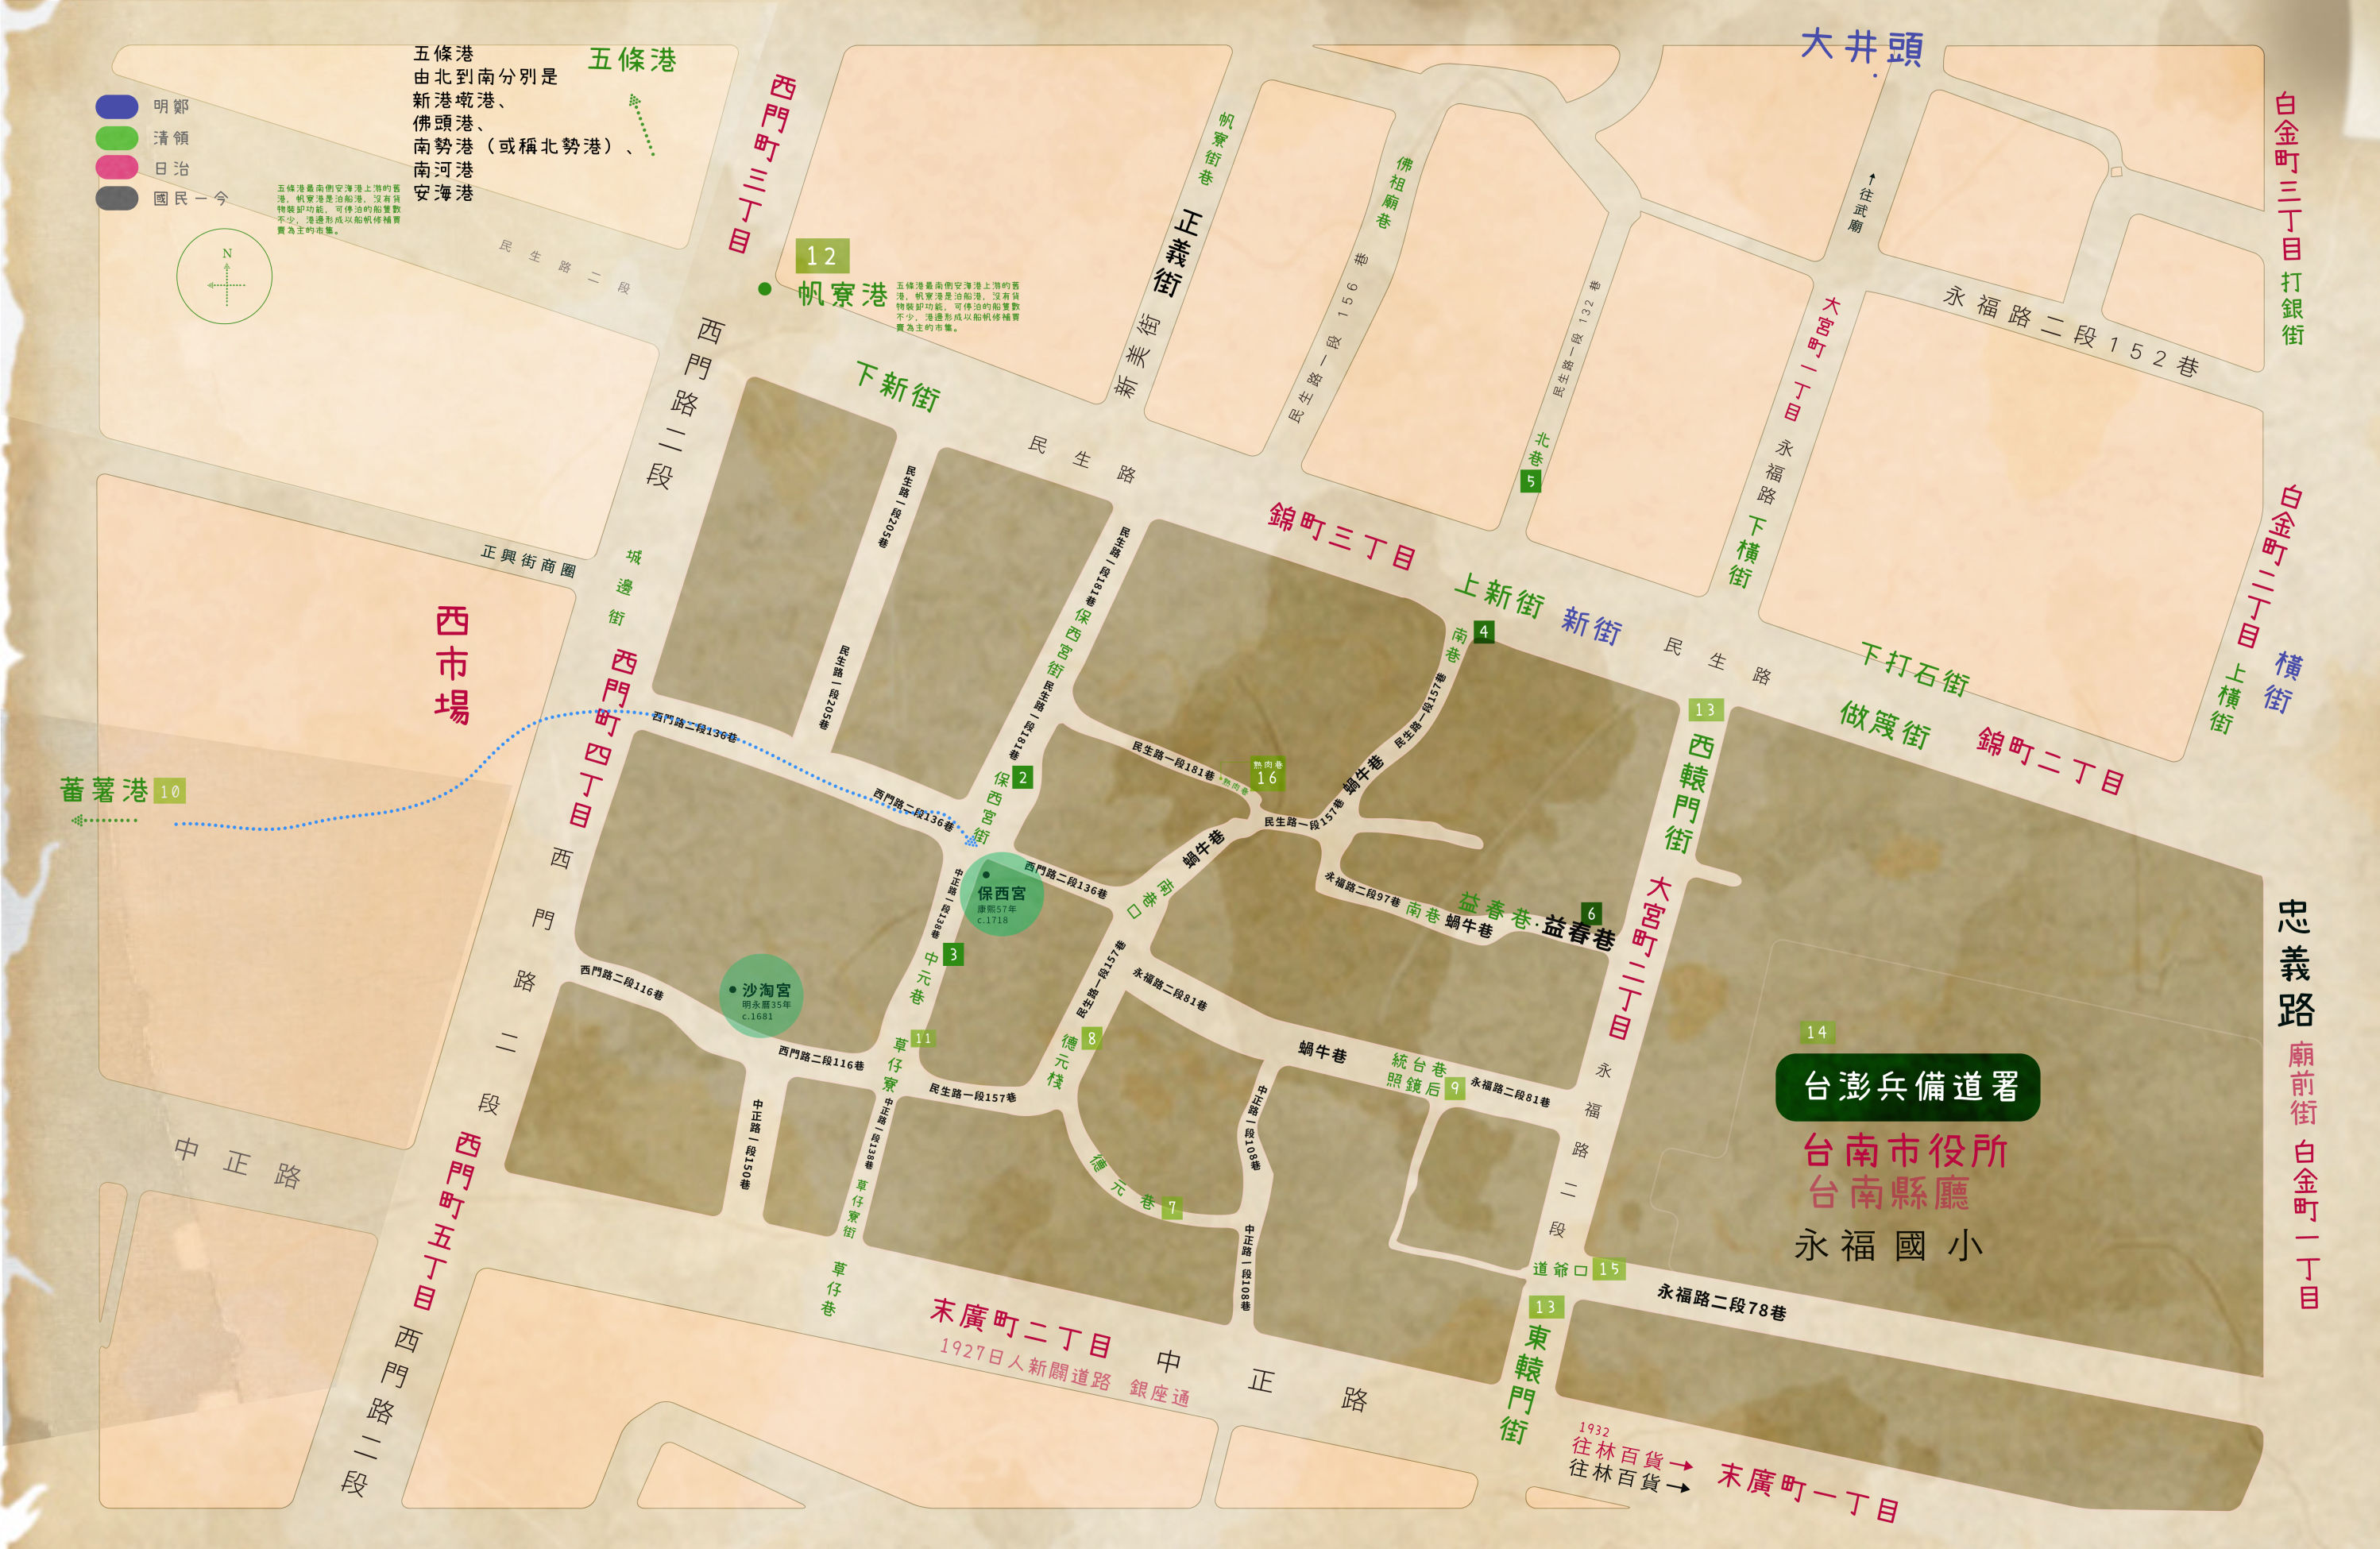 明鄭
清領
日治
國民－今
N
五條港
由北到南分別是
新港墘港、
佛頭港、
南勢港（或稱北勢港）、
南河港
安海港
五條港
五條港最南側安海港上游的舊
港，帆寮港是泊船港，沒有貨
物裝卸功能，可停泊的船隻數
不少，港邊形成以船帆修補買
賣為主的市集。
民生路二段
西門町三丁目
12
帆寮港
五條港最南側安海港上游的舊
港，帆寮港是泊船港，沒有貨
物裝卸功能，可停泊的船隻數
不少，港邊形成以船帆修補買
賣為主的市集。
帆寮街巷
正義街
新美街
佛祖廟巷
民生路一段 156 巷
民生路一段 132 巷
北巷
5
大井頭
↑往武廟
大宮町一丁目
永福路
下橫街
永福路二段152巷
白金町三丁目
打銀街
白金町二丁目
上橫街
橫街
西門路二段
下新街
民生路
錦町三丁目
上新街
新街
民生路
下打石街
做篾街
錦町二丁目
正興街商圈
西市場
城邊街
西門町四丁目
民生路一段205巷
民生路一段205巷
民生路一段181巷
保西宮街
民生路一段181巷
保西宮街
2
南巷
4
民生路一段157巷
蝸牛巷
民生路一段157巷
民生路一段181巷
熱肉巷
熱肉巷
16
蝸牛巷
南巷口
蕃薯港
10
西門路二段136巷
西門路二段136巷
西門路二段136巷
保西宮
康熙57年
c.1718
沙淘宮
明永曆35年
c.1681
中正路一段138巷
3
中元巷
永福路二段97巷
南巷
蝸牛巷
益春巷·益春巷
6
13
西轅門街
大宮町二丁目
永福路二段
忠義路
廟前街
白金町一丁目
14
台澎兵備道署
台南市役所
台南縣廳
永福國小
西門路二段
西門路二段116巷
西門路二段116巷
11
草仔寮
中正路一段138巷
草仔寮街
草仔巷
中正路一段150巷
民生路一段157巷
民生路一段157巷
德元棧
8
永福路二段81巷
蝸牛巷
統台巷
照鏡后
9
永福路二段81巷
中正路一段108巷
中正路一段108巷
德元巷
7
道爺口
15
13
東轅門街
永福路二段78巷
中正路
西門町五丁目
西門路二段
末廣町二丁目
1927日人新闢道路 銀座通
中正路
1932
往林百貨→
往林百貨→
末廣町一丁目